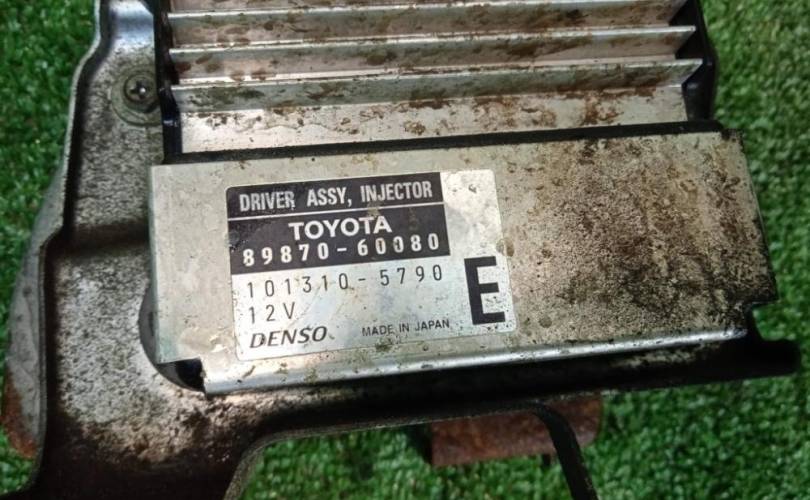 DRIVER ASSY, INJECTOR
TOYOTA
89870-60080
101310-5790
12V
E
DENSO MADE IN JAPAN